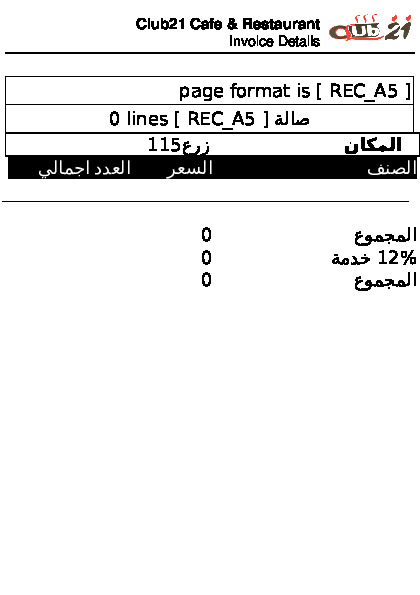 Club21 Cafe & Restaurant
Club 21
Invoice Details
page format is [ REC_A5 ]
0 lines [ REC_A5 ] صالة
المكان زرع115
الصنف السعر العدد اجمالي
المجموع 0
12% خدمة 0
المجموع 0